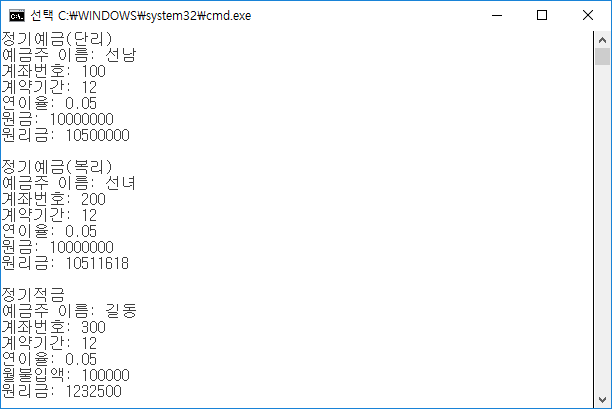 선택 C:\WINDOWS\system32\cmd.exe
정기예금(단리)
예금주 이름: 선남
계좌번호: 100
계약기간: 12
연이율: 0.05
원금: 10000000
원리금: 10500000
정기예금(복리)
예금주 이름: 선녀
계좌번호: 200
계약기간: 12
연이율: 0.05
원금: 10000000
원리금: 10511618
정기적금
예금주 이름: 길동
계좌번호: 300
계약기간: 12
연이율: 0.05
월불입액: 100000
원리금: 1232500